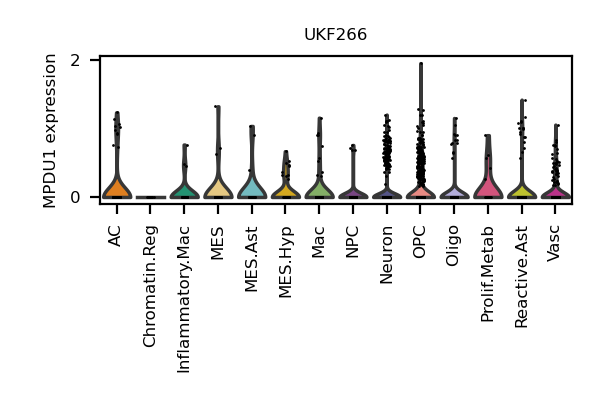 UKF266
MPDU1 expression
2
0
AC
Chromatin.Reg
Inflammatory.Mac
MES
MES.Ast
MES.Hyp
Mac
NPC
Neuron
OPC
Oligo
Prolif.Metab
Reactive.Ast
Vasc